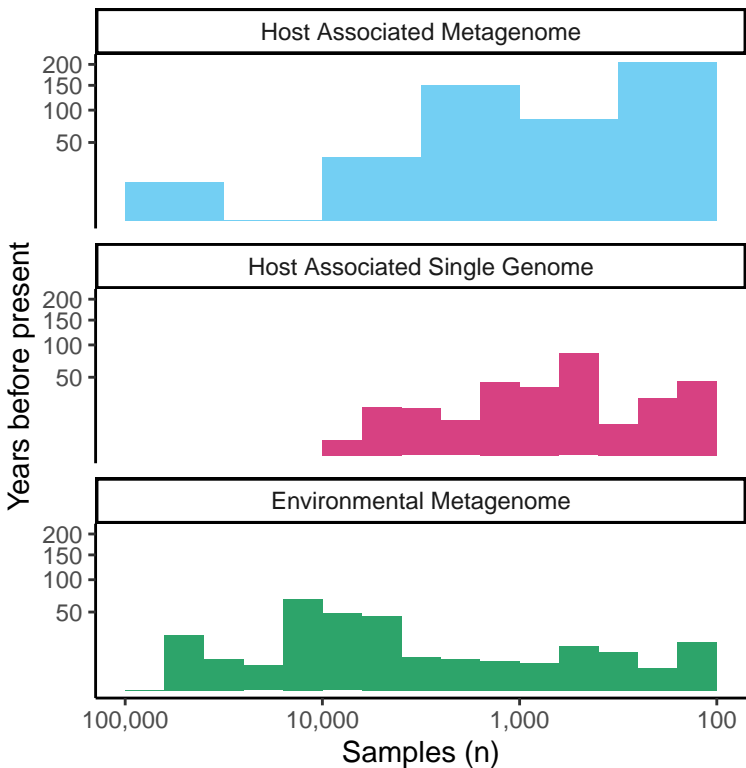 Host Associated Metagenome
200
150
100
50
Host Associated Single Genome
200
150
100
50
Environmental Metagenome
200
150
100
50
100,000 10,000 1,000 100
Samples (n)
Years before present